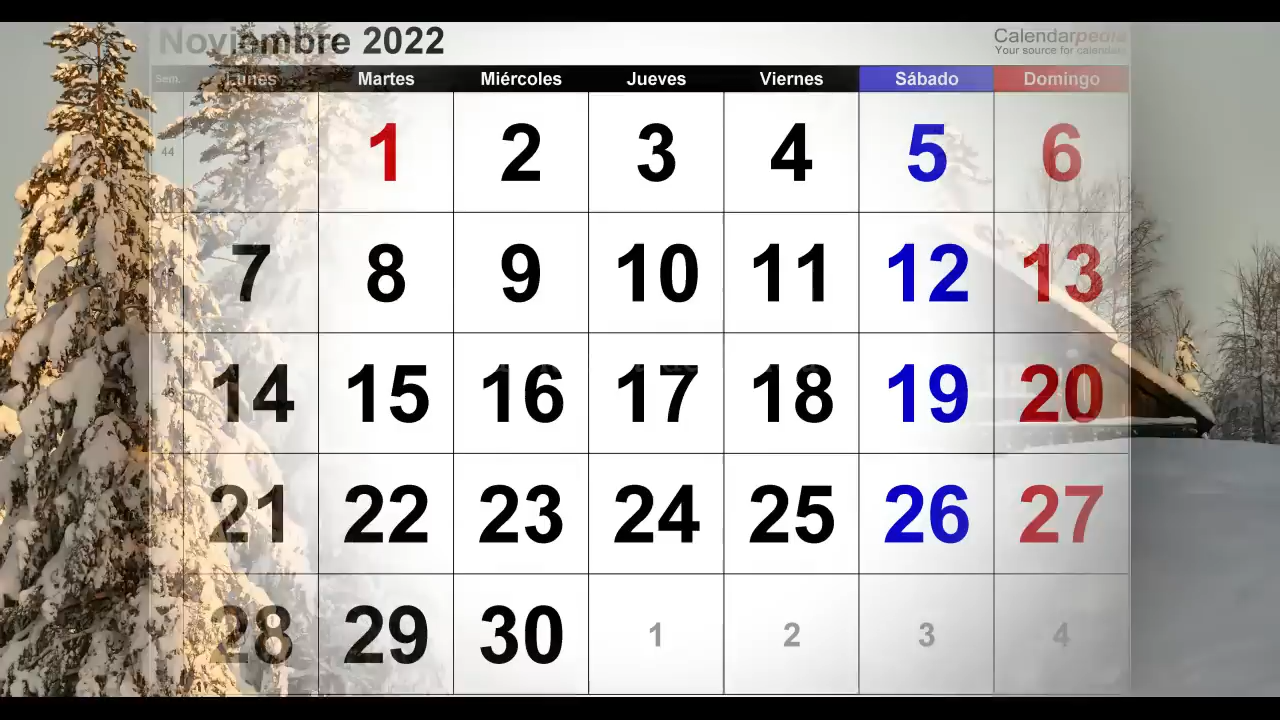 Noviembre 2022
Calendarpedia
Your source for calendars
Sem. Lunes Martes Miércoles Jueves Viernes Sábado Domingo
44 31 1 2 3 4 5 6
7 8 9 10 11 12 13
14 15 16 17 18 19 20
21 22 23 24 25 26 27
28 29 30 1 2 3 4